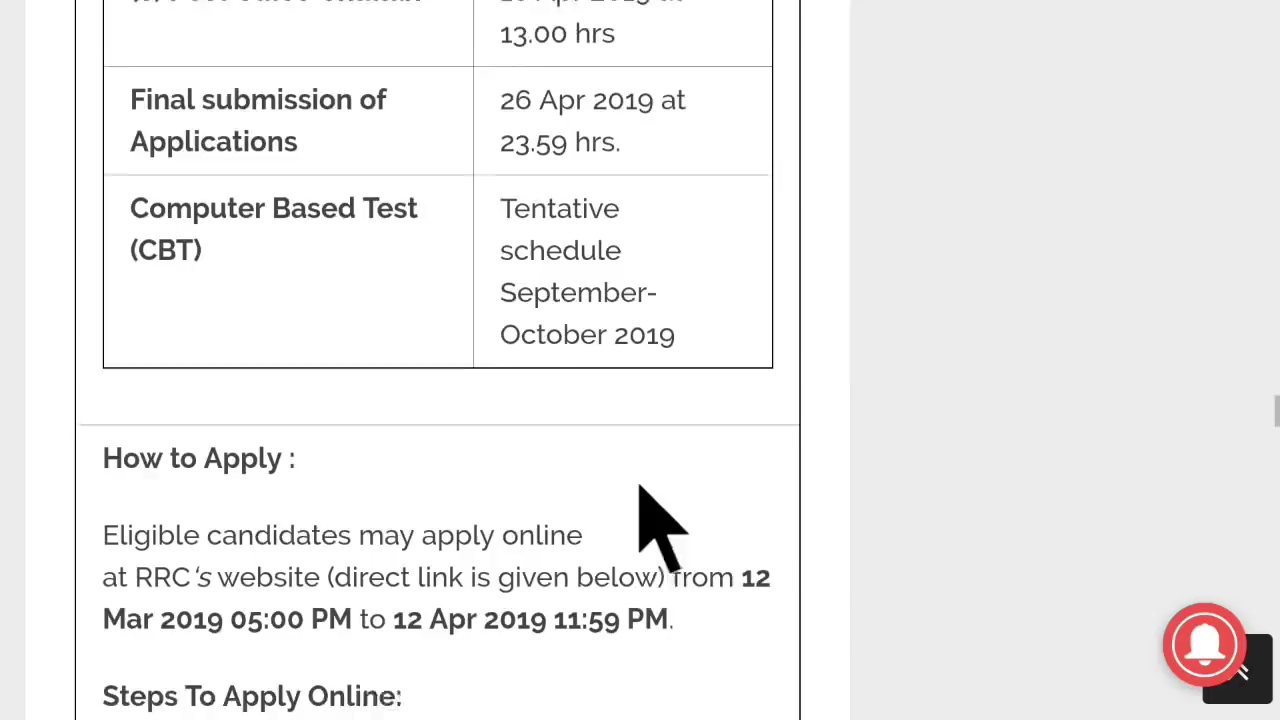 13.00 hrs
Final submission of
Applications
26 Apr 2019 at
23.59 hrs.
Computer Based Test
(CBT)
Tentative
schedule
September-
October 2019
How to Apply :
Eligible candidates may apply online
at RRC‘s website (direct link is given below) from 12
Mar 2019 05:00 PM to 12 Apr 2019 11:59 PM.
Steps To Apply Online: